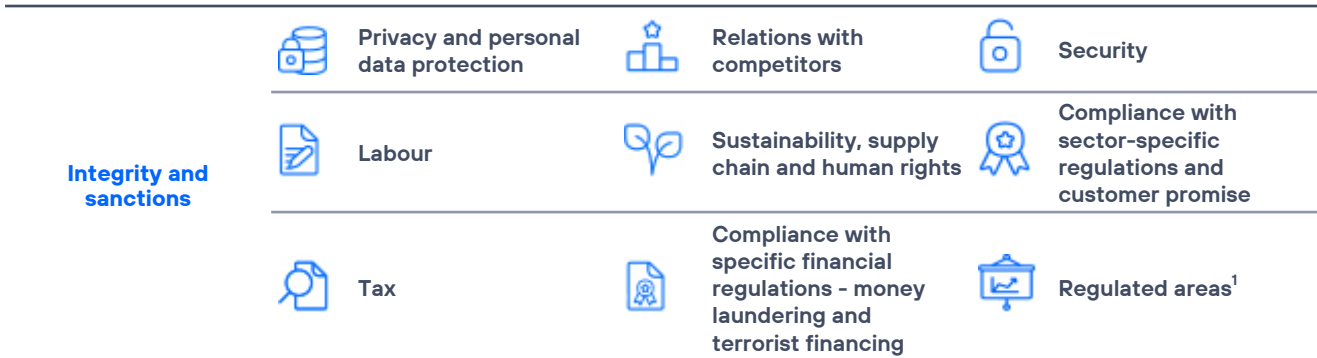 Integrity and
sanctions
Privacy and personal
data protection
Relations with
competitors
Security
Labour
Sustainability, supply
chain and human rights
Compliance with
sector-specific
regulations and
customer promise
Tax
Compliance with
specific financial
regulations - money
laundering and
terrorist financing
Regulated areas¹